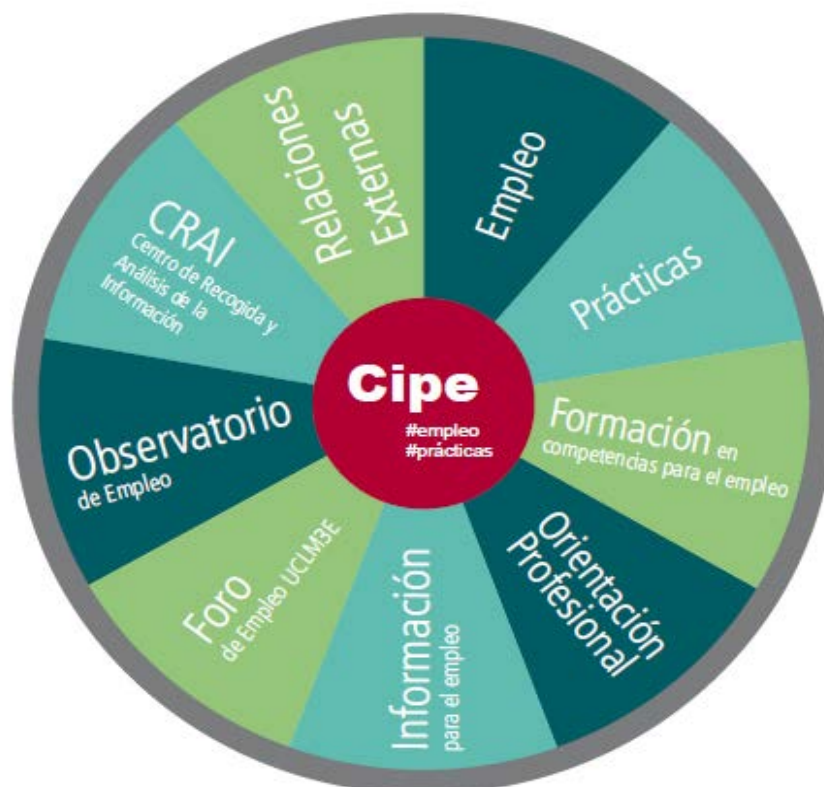 Cipe
#empleo
#prácticas
Empleo
Prácticas
Formación en
competencias para el empleo
Orientación
Profesional
Información
para el empleo
Foro
de Empleo UCLM3E
Observatorio
de Empleo
CRAI
Centro de Recogida y
Análisis de la
Información
Relaciones
Externas